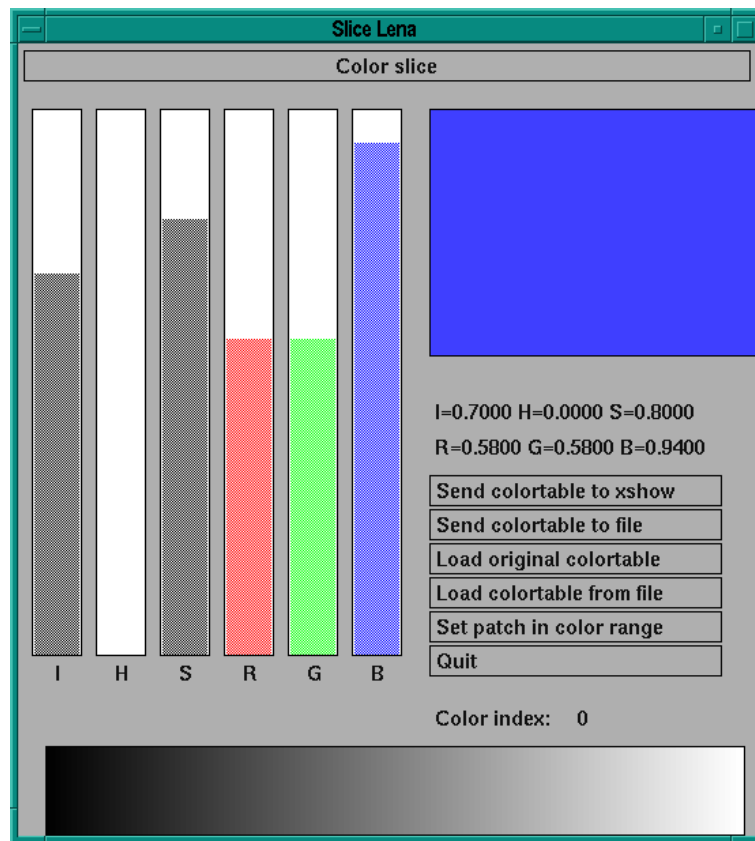 Slice Lena
Color slice
I H S R G B
I=0.7000 H=0.0000 S=0.8000
R=0.5800 G=0.5800 B=0.9400
Send colortable to xshow
Send colortable to file
Load original colortable
Load colortable from file
Set patch in color range
Quit
Color index: 0